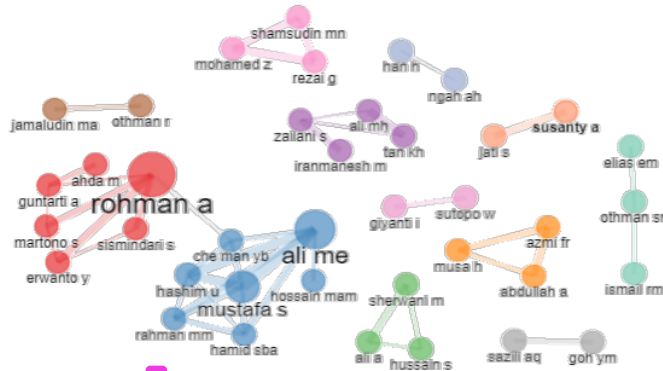 shamsudin mn
mohamed z
rezai g
han h
ngah ah
jamaludin ma
othman r
zailani s
ali mh
iranmanesh m
tan kh
jati s
susanty a
elias em
ahda m
guntarti a
rohman a
martono s
sismindari s
erwanto y
giyanti i
sutopo w
othman sn
che man yb
ali me
musa h
azmi fr
hashim u
mustafa s
hossain mam
abdullah a
ismail rm
sherwani m
rahman mm
hamid sba
ali a
hussain s
sazili aq
goh ym